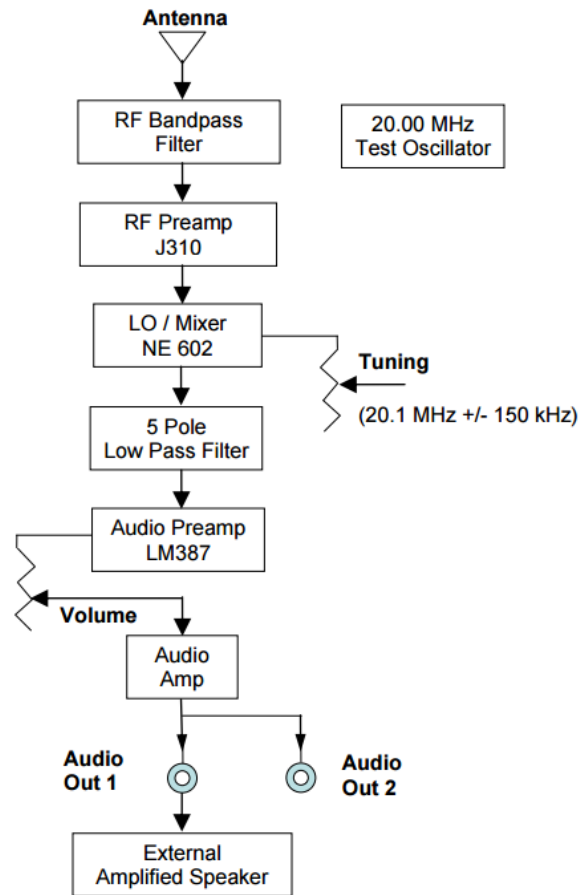 Antenna
RF Bandpass
Filter
20.00 MHz
Test Oscillator
RF Preamp
J310
LO / Mixer
NE 602
Tuning
(20.1 MHz +/- 150 kHz)
5 Pole
Low Pass Filter
Audio Preamp
LM387
Volume
Audio
Amp
Audio
Out 1
Audio
Out 2
External
Amplified Speaker